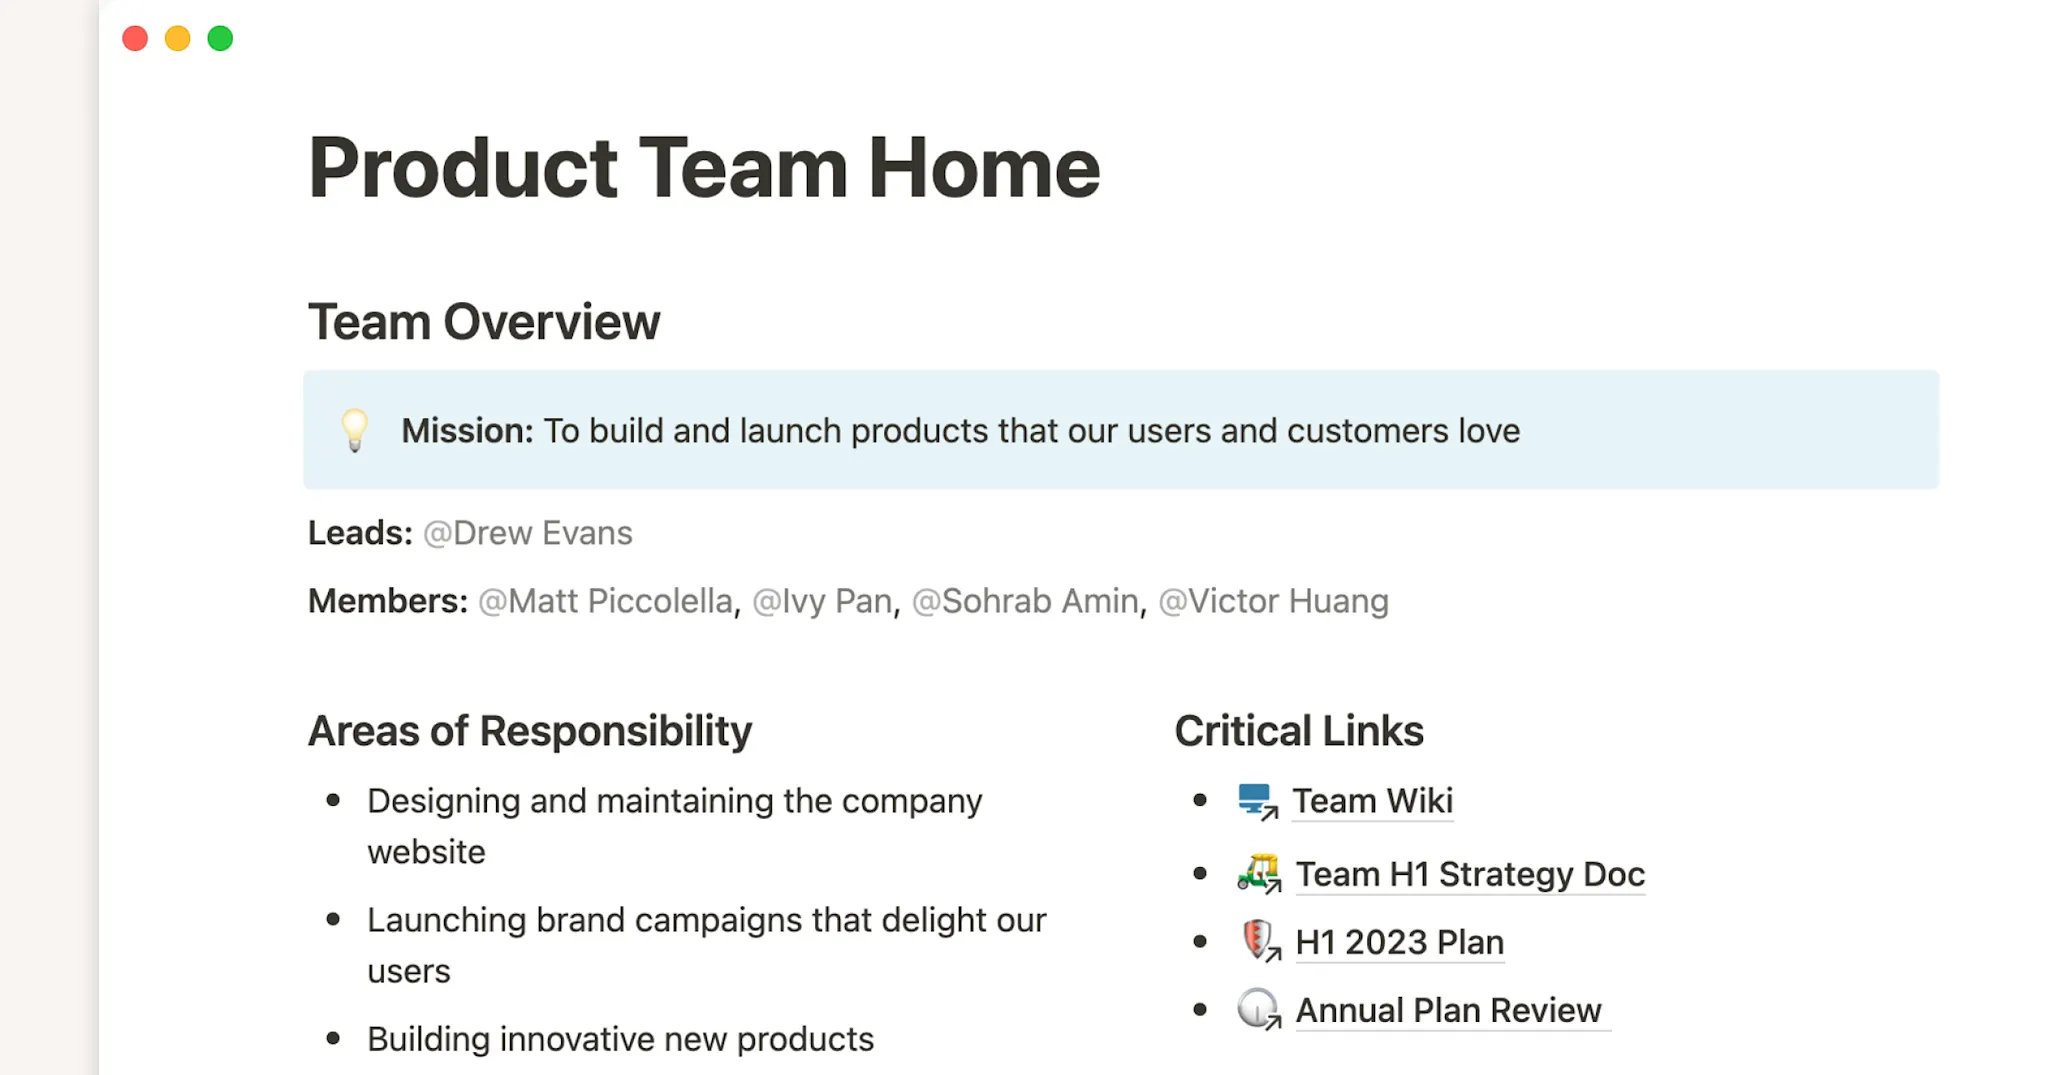 Product Team Home
Team Overview
Mission: To build and launch products that our users and customers love
Leads: @Drew Evans
Members: @Matt Piccolella, @Ivy Pan, @Sohrab Amin, @Victor Huang
Areas of Responsibility
Designing and maintaining the company
website
Launching brand campaigns that delight our
users
Building innovative new products
Critical Links
Team Wiki
Team H1 Strategy Doc
H1 2023 Plan
Annual Plan Review